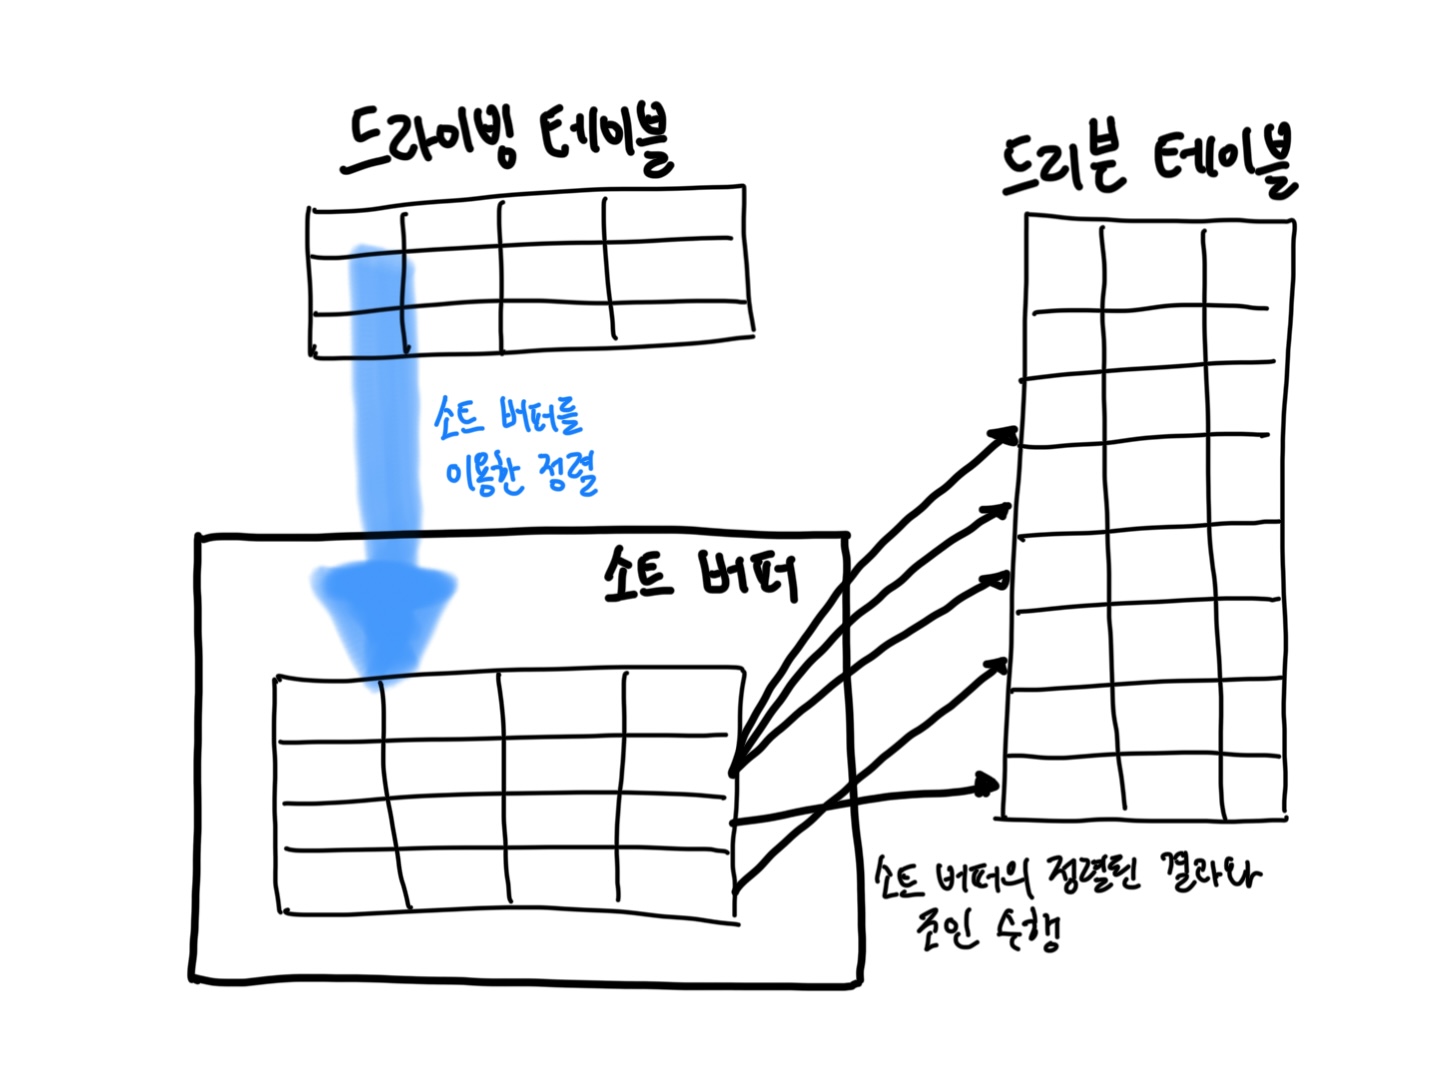 드라이빙 테이블
드리븐 테이블
소트 버퍼를
이용한 정렬
소트 버퍼
소트 버퍼의 정렬된 결과와
조인 수행